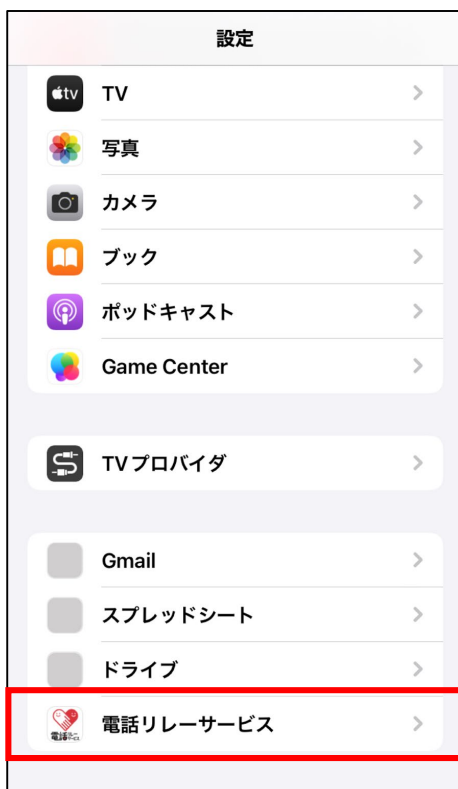 設定
tv TV
写真
カメラ
ブック
ポッドキャスト
Game Center
TVプロバイダ
Gmail
スプレッドシート
ドライブ
電話リレーサービス